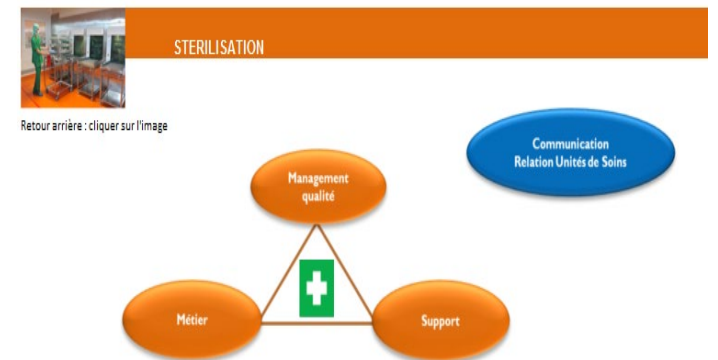 STERILISATION
Retour arrière : cliquer sur l'image
Communication
Relation Unités de Soins
Management
qualité
Métier
Support